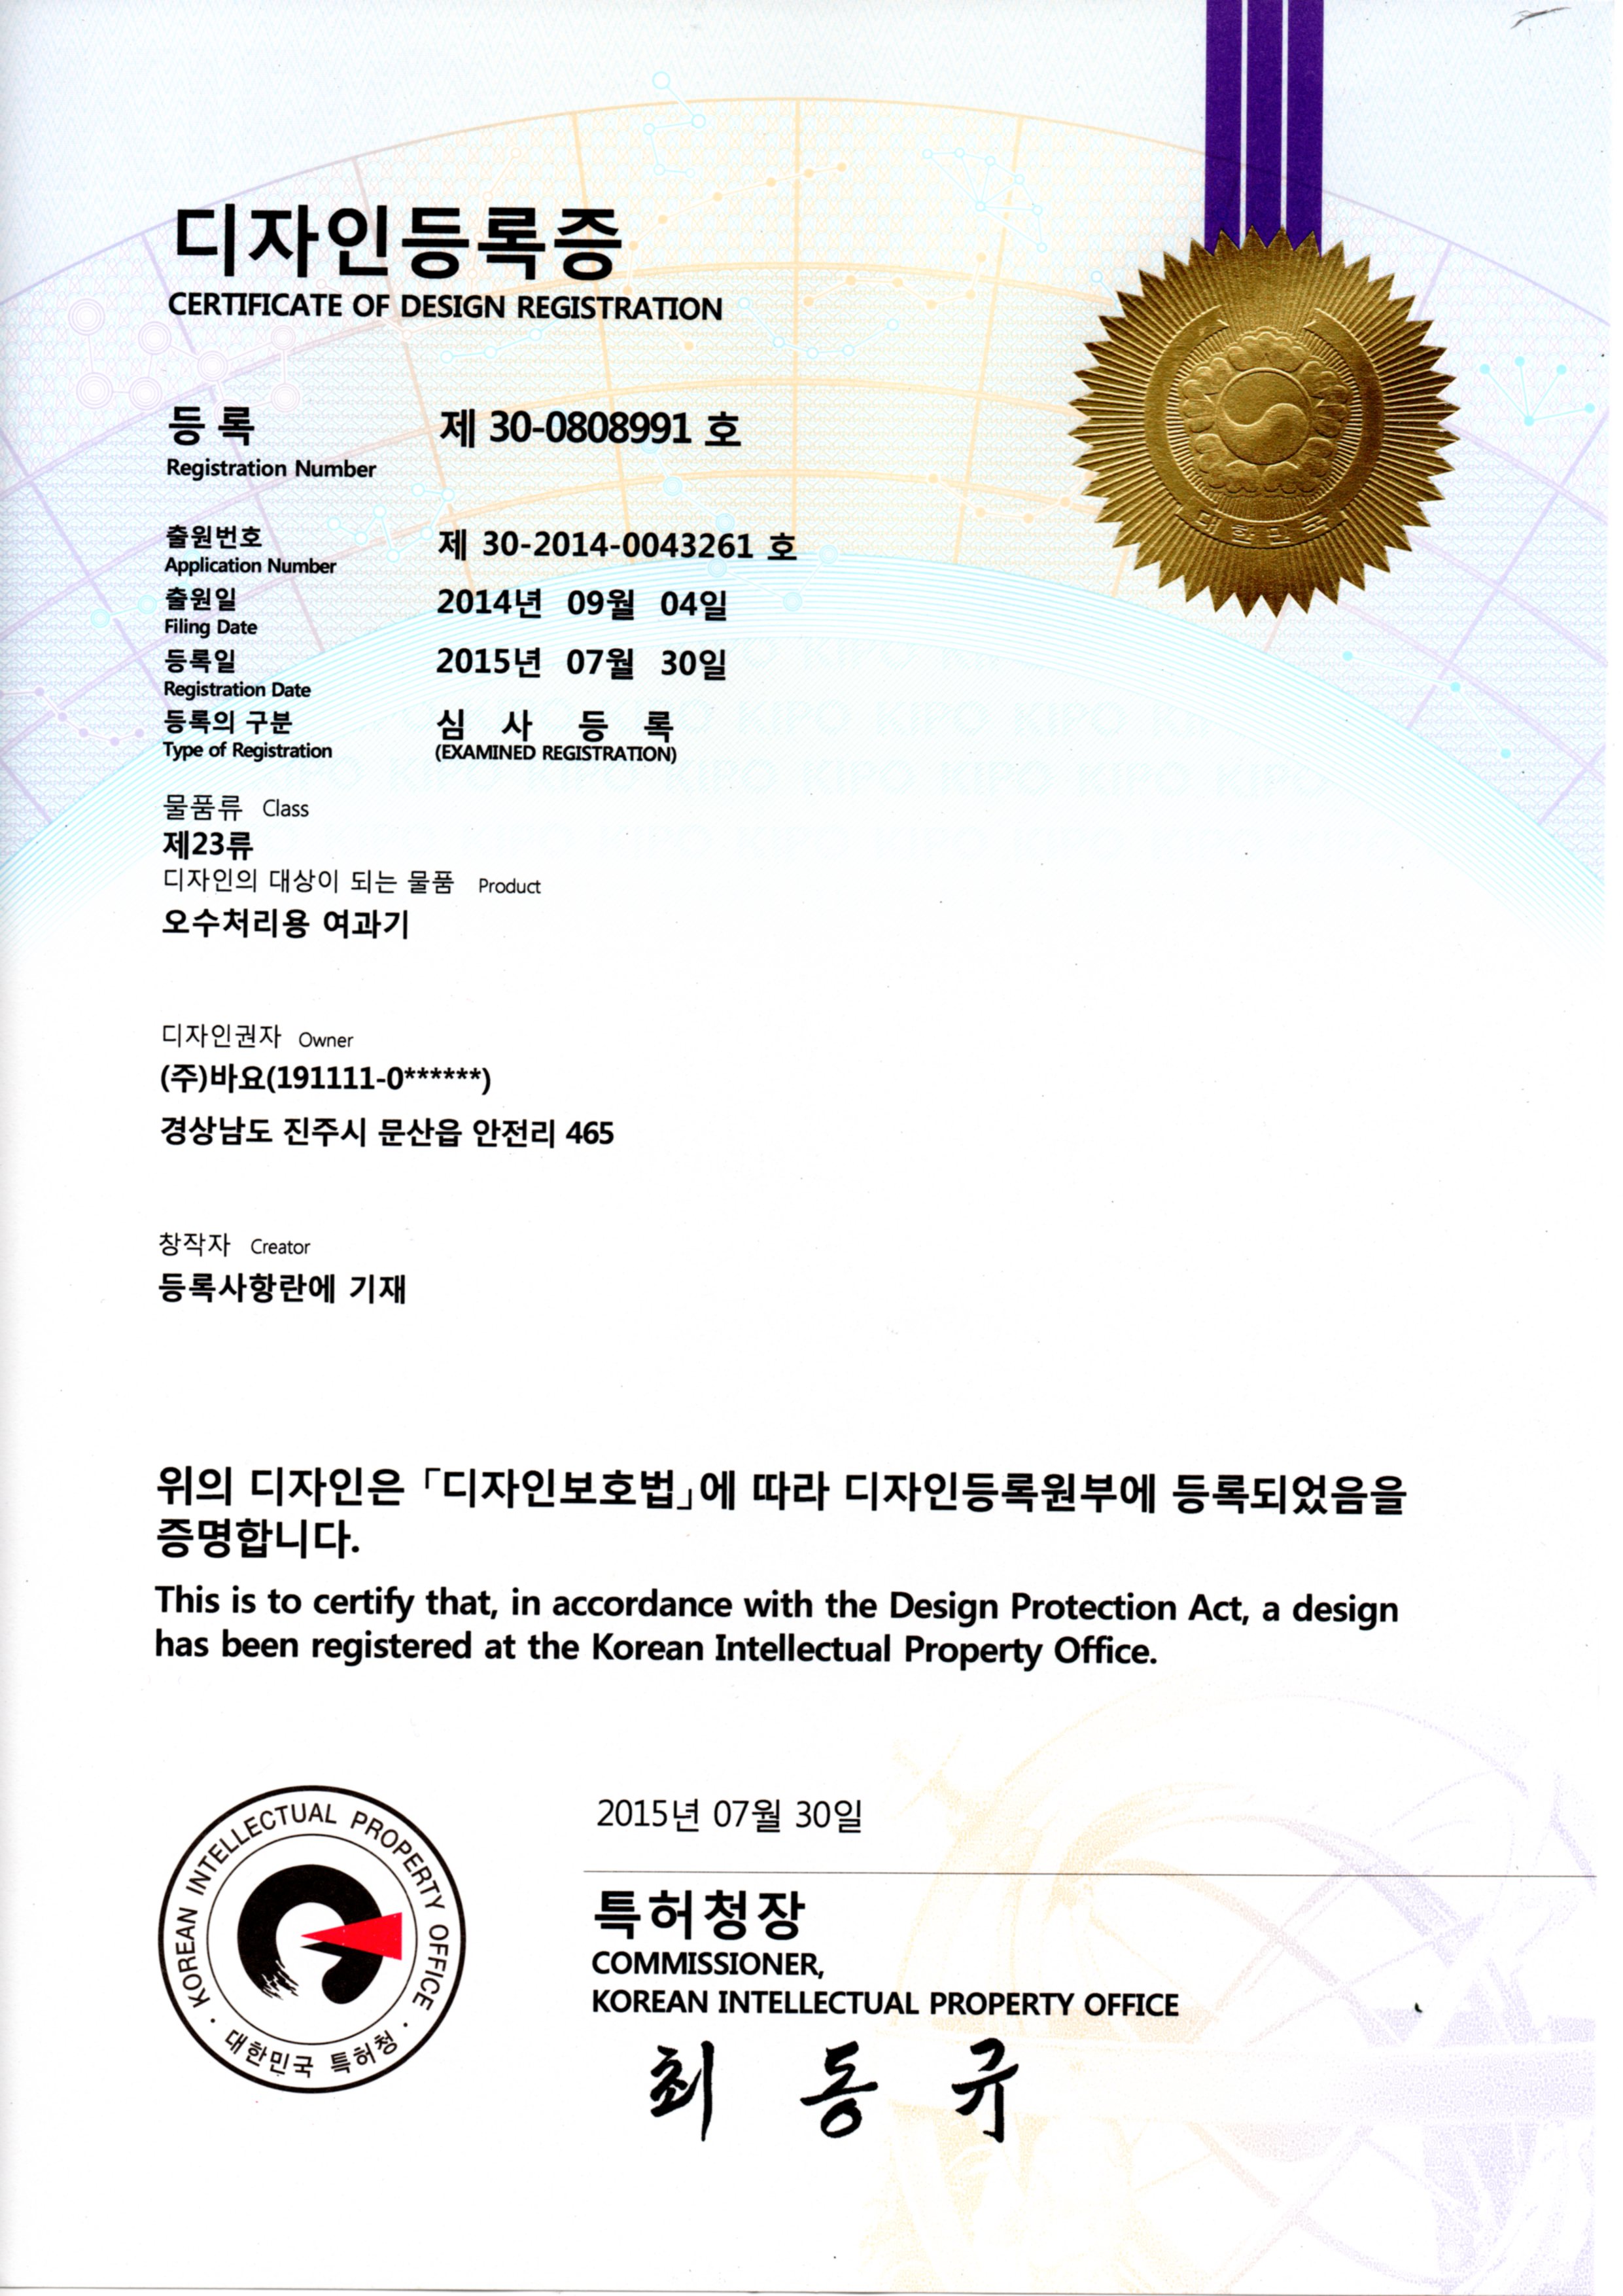 디자인등록증
CERTIFICATE OF DESIGN REGISTRATION
대한민국
등 록 제 30-0808991 호
Registration Number
출원번호 제 30-2014-0043261 호
Application Number
출원일 2014년 09월 04일
Filing Date
등록일 2015년 07월 30일
Registration Date
등록의 구분 심 사 등 록
Type of Registration (EXAMINED REGISTRATION)
물품류 Class
제23류
디자인의 대상이 되는 물품 Product
오수처리용 여과기
디자인권자 Owner
(주)바요(191111-0******)
경상남도 진주시 문산읍 안전리 465
창작자 Creator
등록사항란에 기재
위의 디자인은 「디자인보호법」에 따라 디자인등록원부에 등록되었음을
증명합니다.
This is to certify that, in accordance with the Design Protection Act, a design
has been registered at the Korean Intellectual Property Office.
2015년 07월 30일
특허청장
COMMISSIONER,
KOREAN INTELLECTUAL PROPERTY OFFICE
최 동 규
· KOREAN INTELLECTUAL PROPERTY OFFICE ·
대한민국 특허청